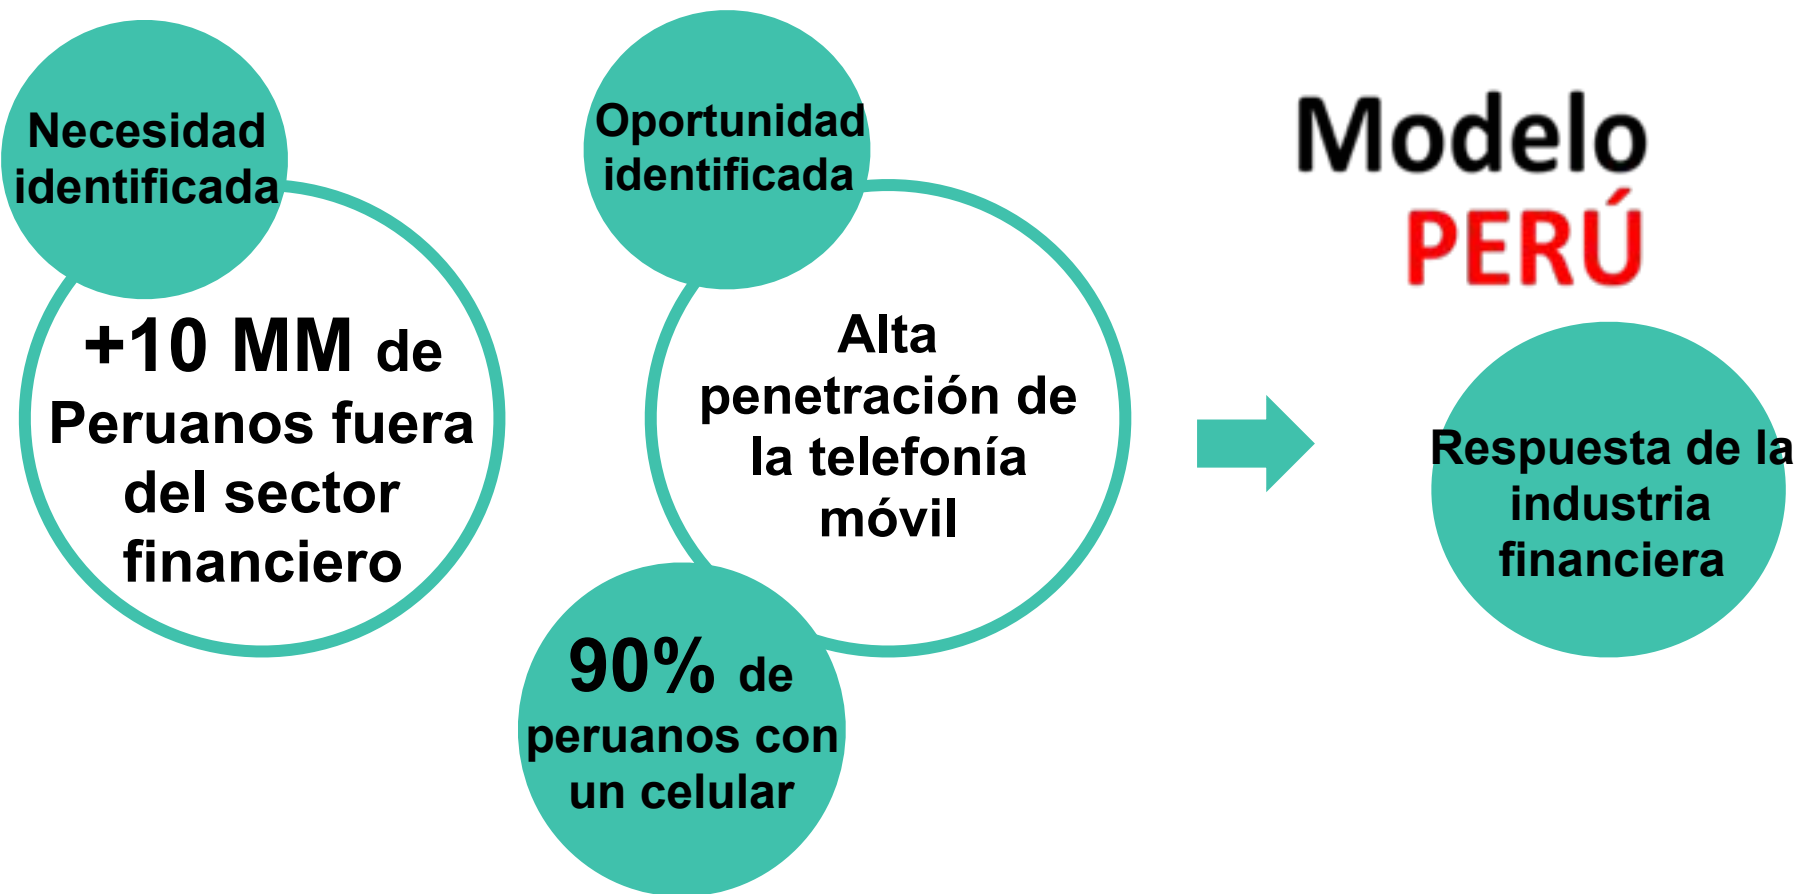 Necesidad
identificada
+10 MM de
Peruanos fuera
del sector
financiero
Oportunidad
identificada
Alta
penetración de
la telefonía
móvil
90% de
peruanos con
un celular
Modelo
PERÚ
Respuesta de la
industria
financiera